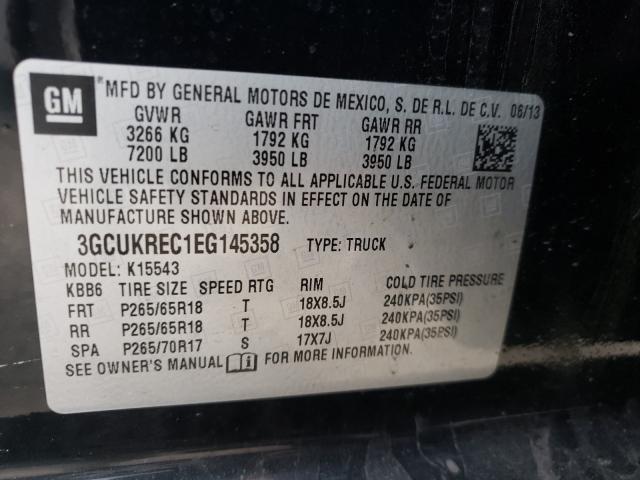 GM *MFD BY GENERAL MOTORS DE MEXICO, S. DE R.L. DE C.V. 06/13
GVWR GAWR FRT GAWR RR
3266 KG 1792 KG 1792 KG
7200 LB 3950 LB 3950 LB
THIS VEHICLE CONFORMS TO ALL APPLICABLE U.S. FEDERAL MOTOR
VEHICLE SAFETY STANDARDS IN EFFECT ON THE DATE OF
MANUFACTURE SHOWN ABOVE.
3GCUKREC1EG145358 TYPE: TRUCK
MODEL: K15543
KBB6 TIRE SIZE SPEED RTG RIM COLD TIRE PRESSURE
FRT P265/65R18 T 18X8.5J 240KPA(35PSI)
RR P265/65R18 T 18X8.5J 240KPA(35PSI)
SPA P265/70R17 S 17X7J 240KPA(35PSI)
SEE OWNER'S MANUAL i FOR MORE INFORMATION.